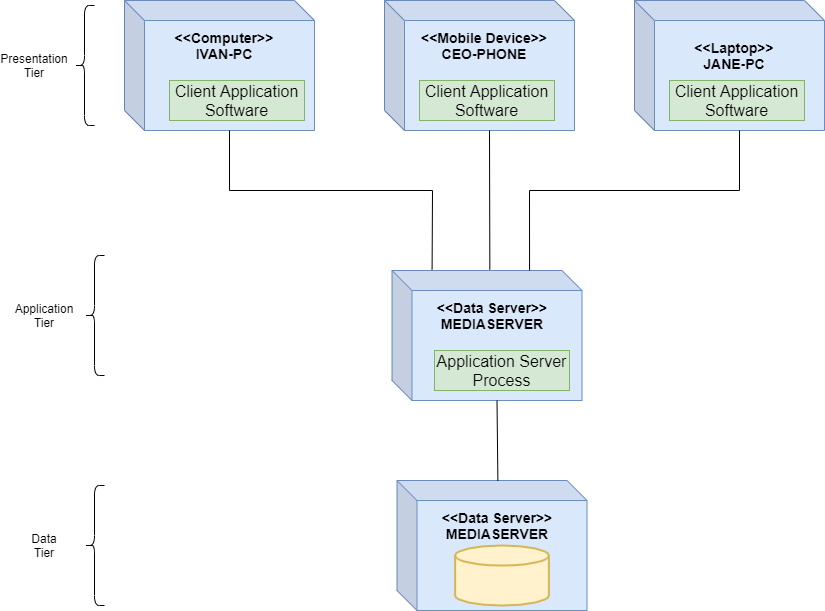 Presentation
Tier
<<Computer>>
IVAN-PC
Client Application
Software
<<Mobile Device>>
CEO-PHONE
Client Application
Software
<<Laptop>>
JANE-PC
Client Application
Software
Application
Tier
<<Data Server>>
MEDIASERVER
Application Server
Process
Data
Tier
<<Data Server>>
MEDIASERVER